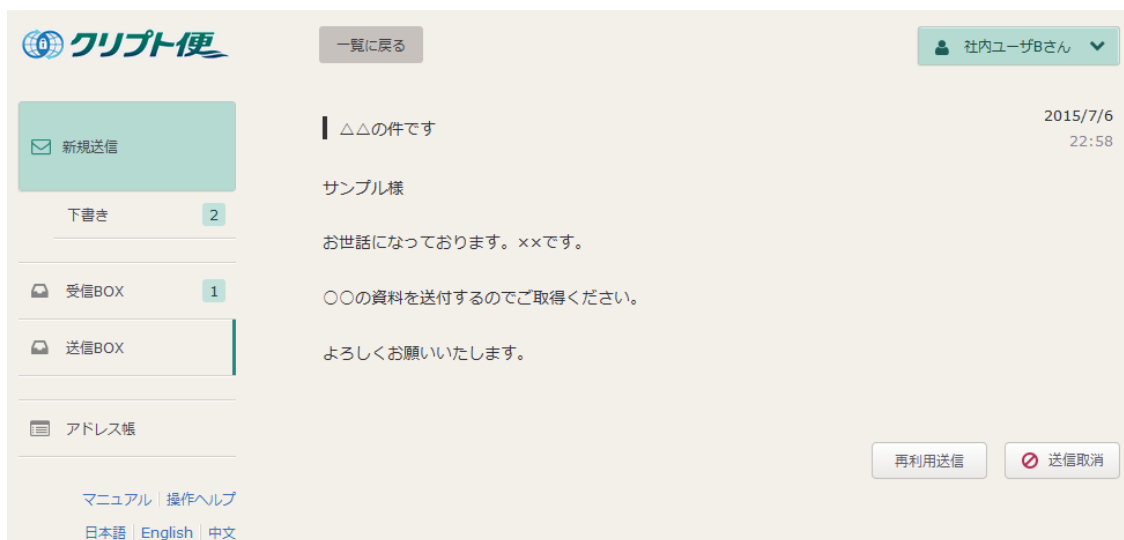 クリプト便
一覧に戻る
社内ユーザBさん
新規送信
下書き 2
受信BOX 1
送信BOX
アドレス帳
マニュアル 操作ヘルプ
日本語 English 中文
△△の件です
2015/7/6
22:58
サンプル様
お世話になっております。××です。
○○の資料を送付するのでご取得ください。
よろしくお願いいたします。
再利用送信
送信取消